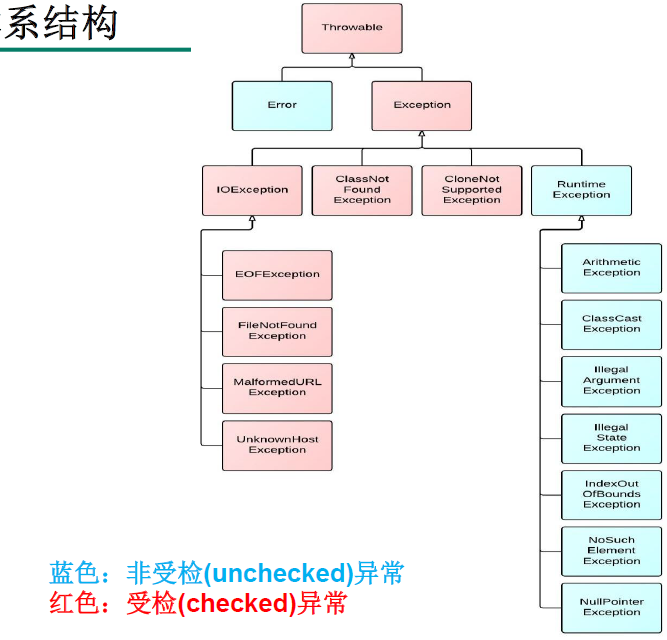 系结构
Throwable
Error
Exception
IOException
ClassNot
Found
Exception
CloneNot
Supported
Exception
Runtime
Exception
EOFException
FileNotFound
Exception
MalformedURL
Exception
UnknownHost
Exception
Arithmetic
Exception
ClassCast
Exception
Illegal
Argument
Exception
Illegal
State
Exception
IndexOut
OfBounds
Exception
NoSuch
Element
Exception
NullPointer
Exception
蓝色：非受检(unchecked)异常
红色：受检(checked)异常